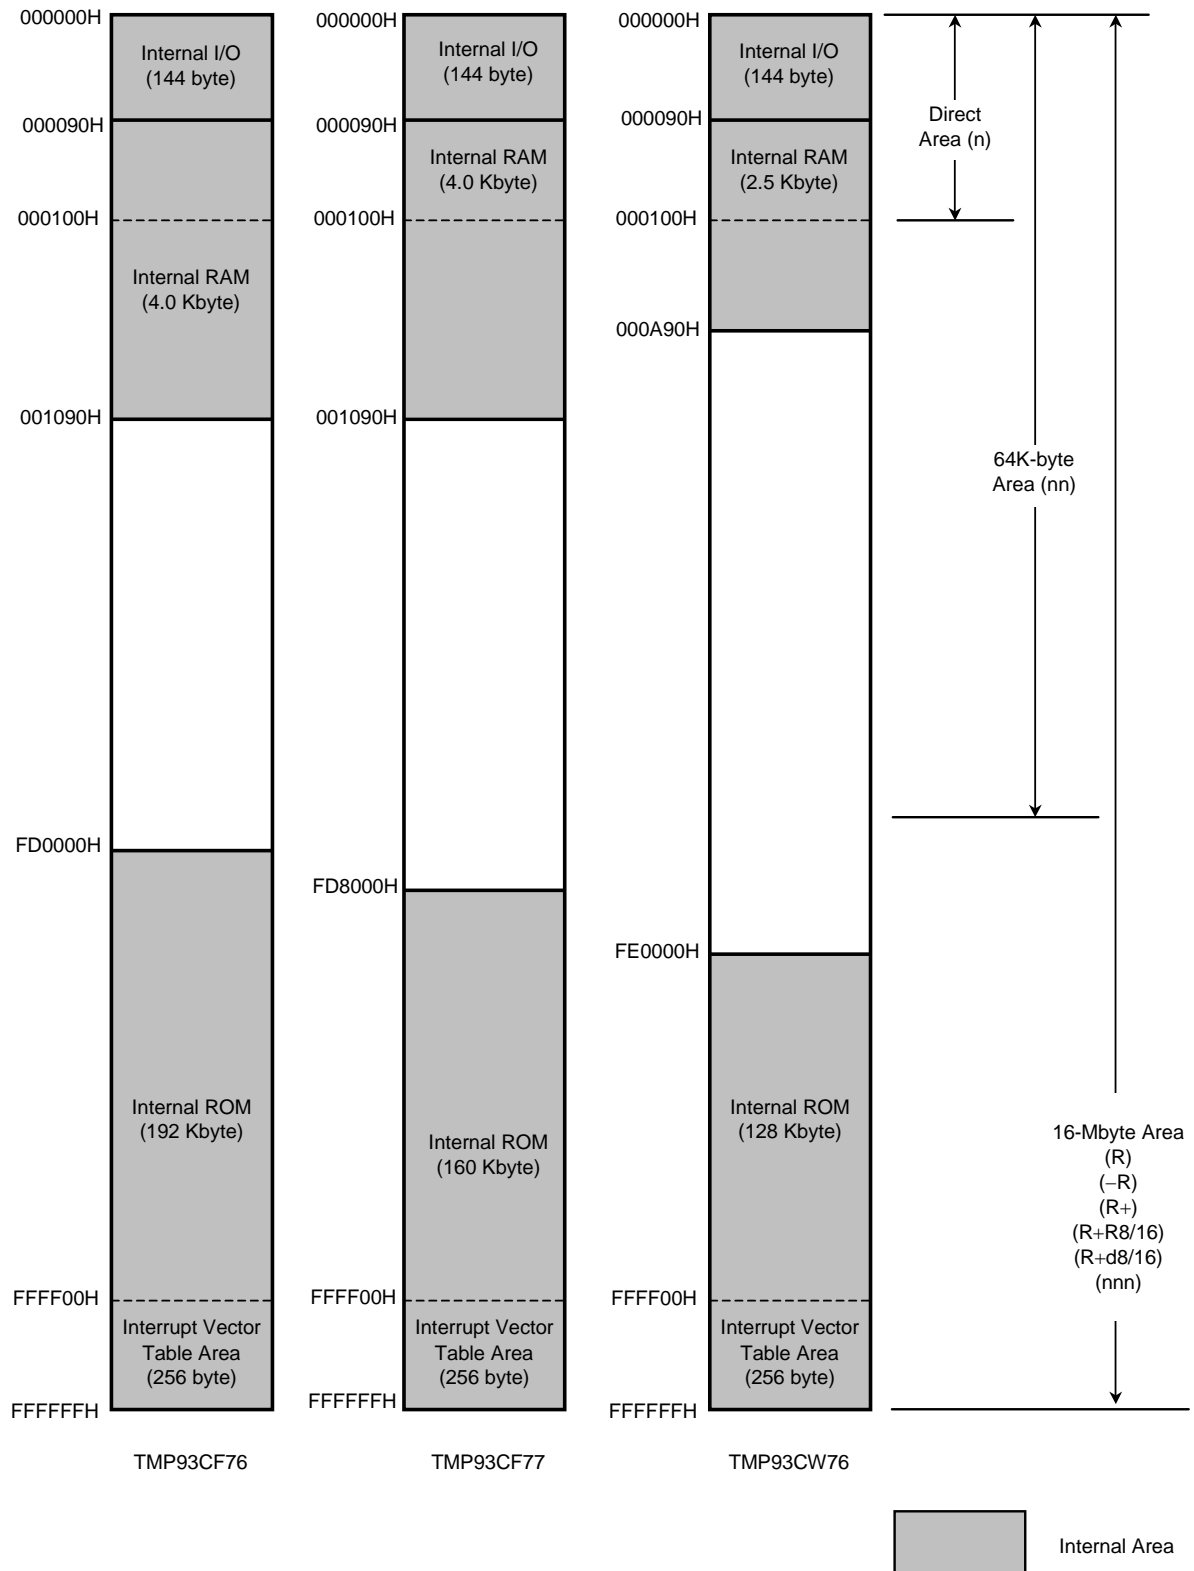 000000H
Internal I/O
(144 byte)
000090H
000100H
Internal RAM
(4.0 Kbyte)
001090H
FD0000H
Internal ROM
(192 Kbyte)
FFFF00H
Interrupt Vector
Table Area
(256 byte)
FFFFFFH
TMP93CF76
000000H
Internal I/O
(144 byte)
000090H
Internal RAM
(4.0 Kbyte)
000100H
001090H
FD8000H
Internal ROM
(160 Kbyte)
FFFF00H
Interrupt Vector
Table Area
(256 byte)
FFFFFFH
TMP93CF77
000000H
Internal I/O
(144 byte)
000090H
Internal RAM
(2.5 Kbyte)
000100H
000A90H
FE0000H
Internal ROM
(128 Kbyte)
FFFF00H
Interrupt Vector
Table Area
(256 byte)
FFFFFFH
TMP93CW76
Direct
Area (n)
64K-byte
Area (nn)
16-Mbyte Area
(R)
(−R)
(R+)
(R+R8/16)
(R+d8/16)
(nnn)
Internal Area